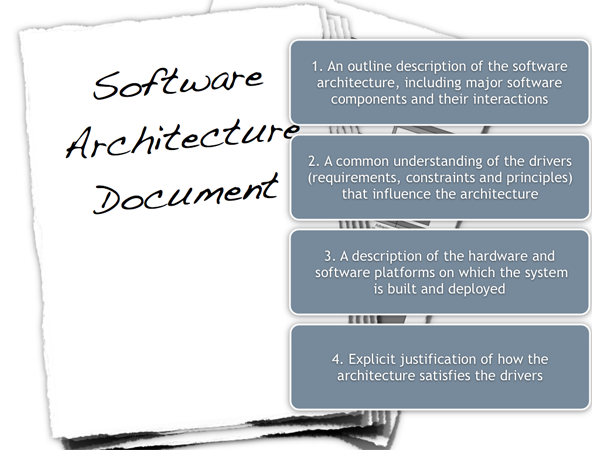 Software
Architecture
Document
1. An outline description of the software
architecture, including major software
components and their interactions
2. A common understanding of the drivers
(requirements, constraints and principles)
that influence the architecture
3. A description of the hardware and
software platforms on which the system
is built and deployed
4. Explicit justification of how the
architecture satisfies the drivers